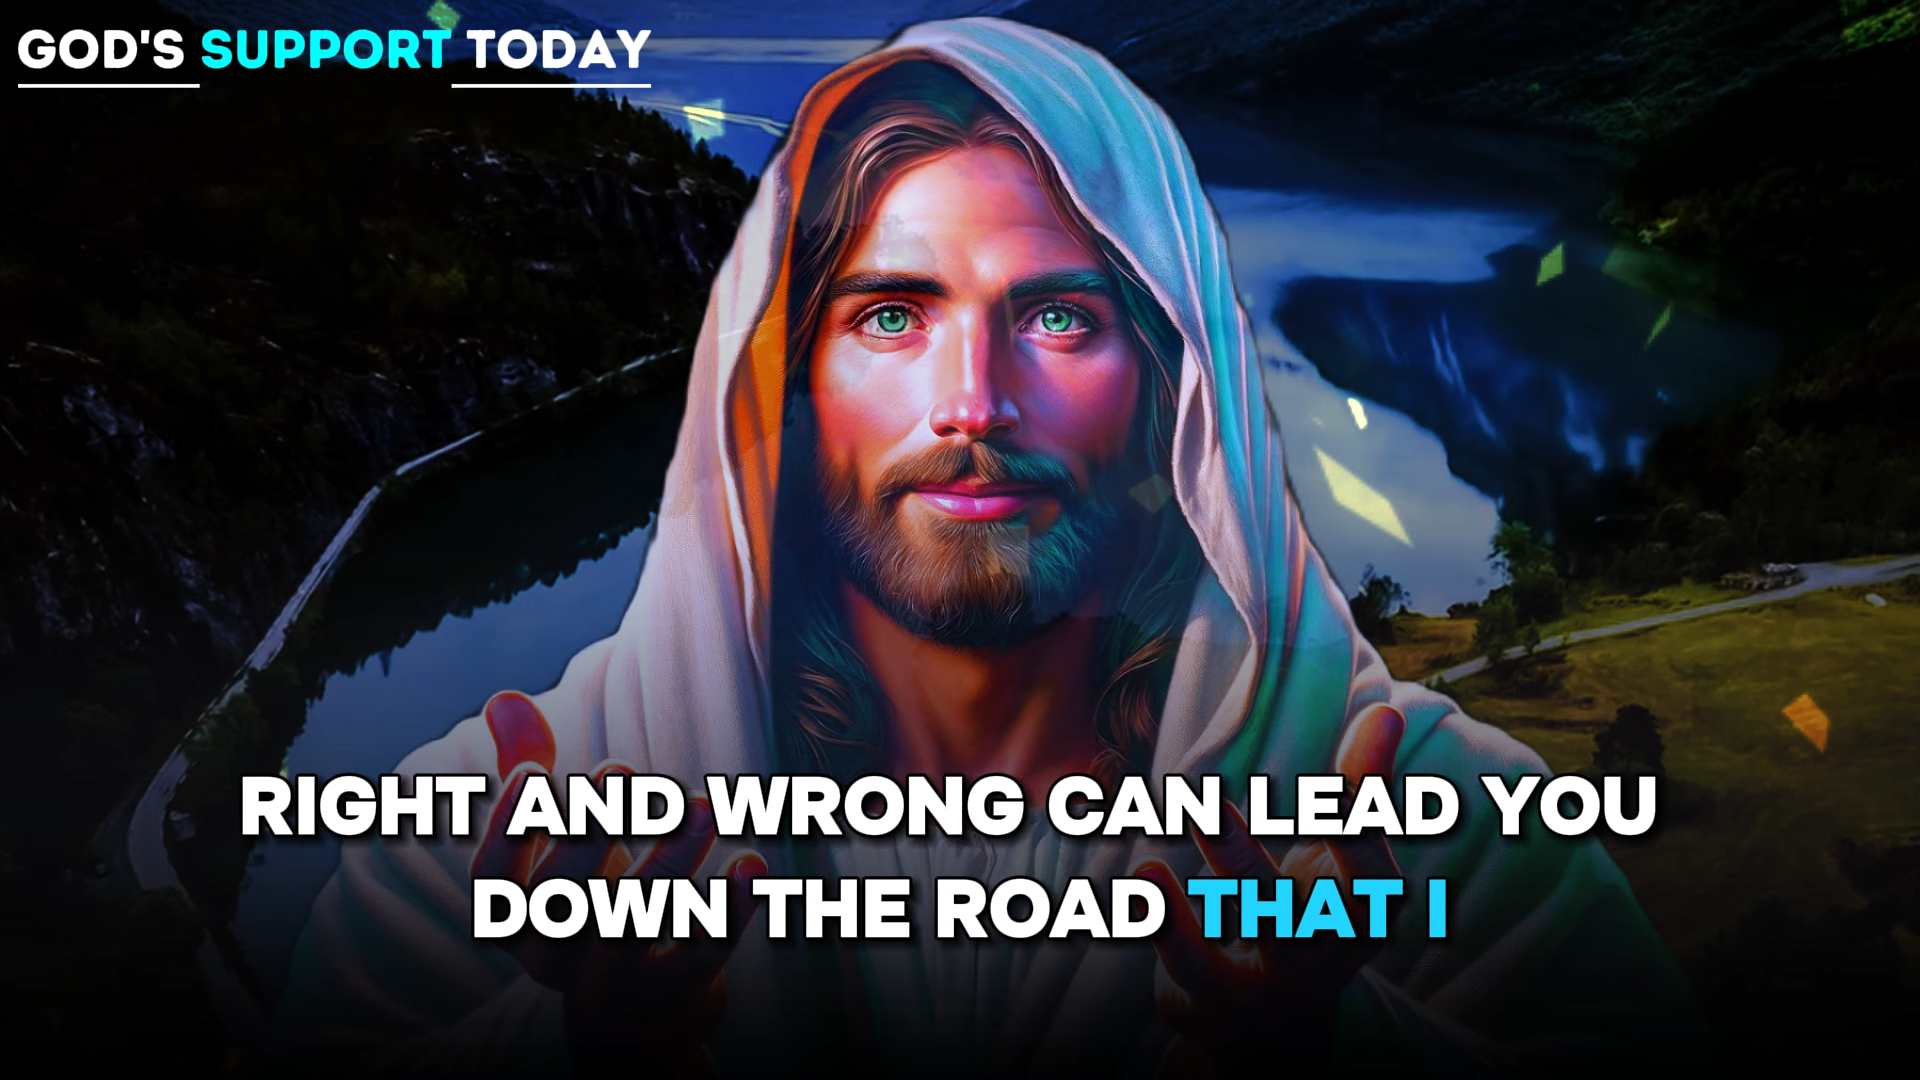 GOD'S SUPPORT TODAY
RIGHT AND WRONG CAN LEAD YOU
DOWN THE ROAD THAT I